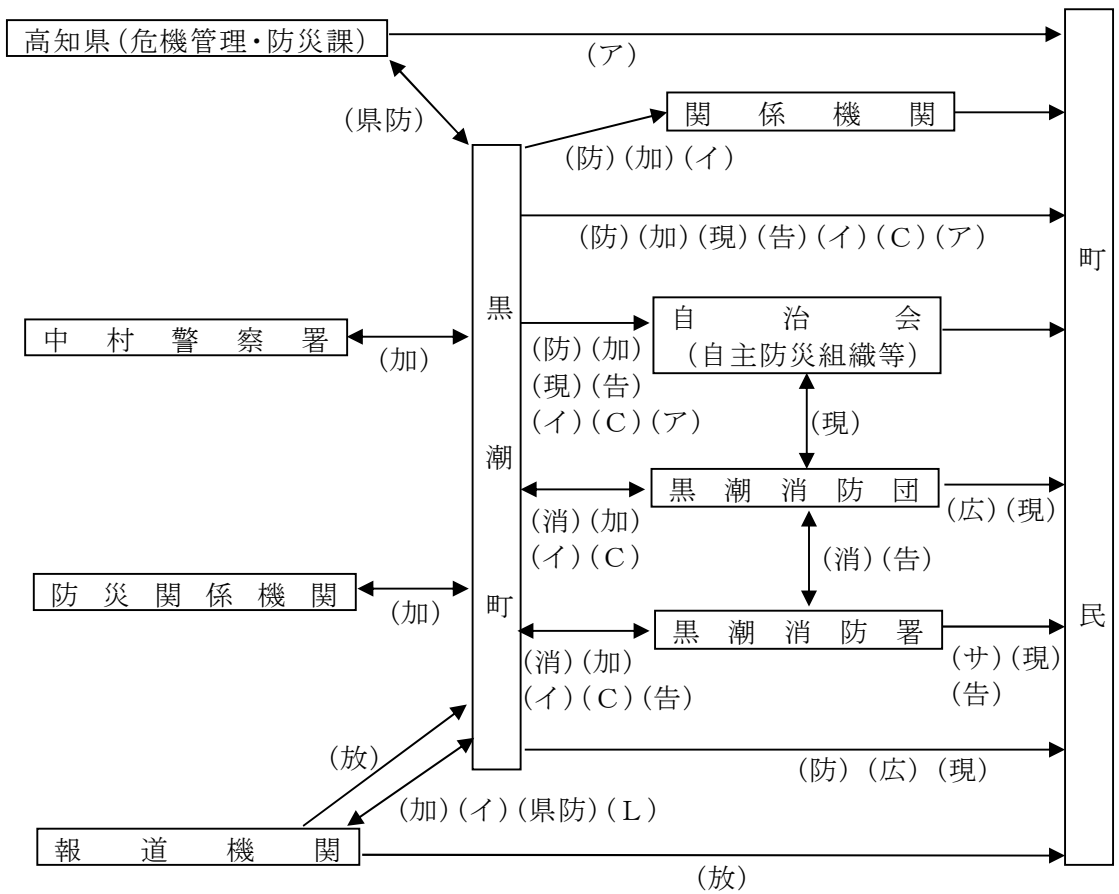 高知県(危機管理・防災課)
(ア)
(県防)
関係機関
(防)(加)(イ)
(防)(加)(現)(告)(イ)(C)(ア)
町民
黒潮町
中村警察署
(加)
自治会
(自主防災組織等)
(防)(加)
(現)(告)
(イ)(C)(ア)
(現)
黒潮消防団
(広)(現)
(消)(加)
(イ)(C)
(消)(告)
防災関係機関
(加)
黒潮消防署
(サ)(現)
(告)
(消)(加)
(イ)(C)(告)
(放)
(防)(広)(現)
(加)(イ)(県防)(L)
報道機関
(放)